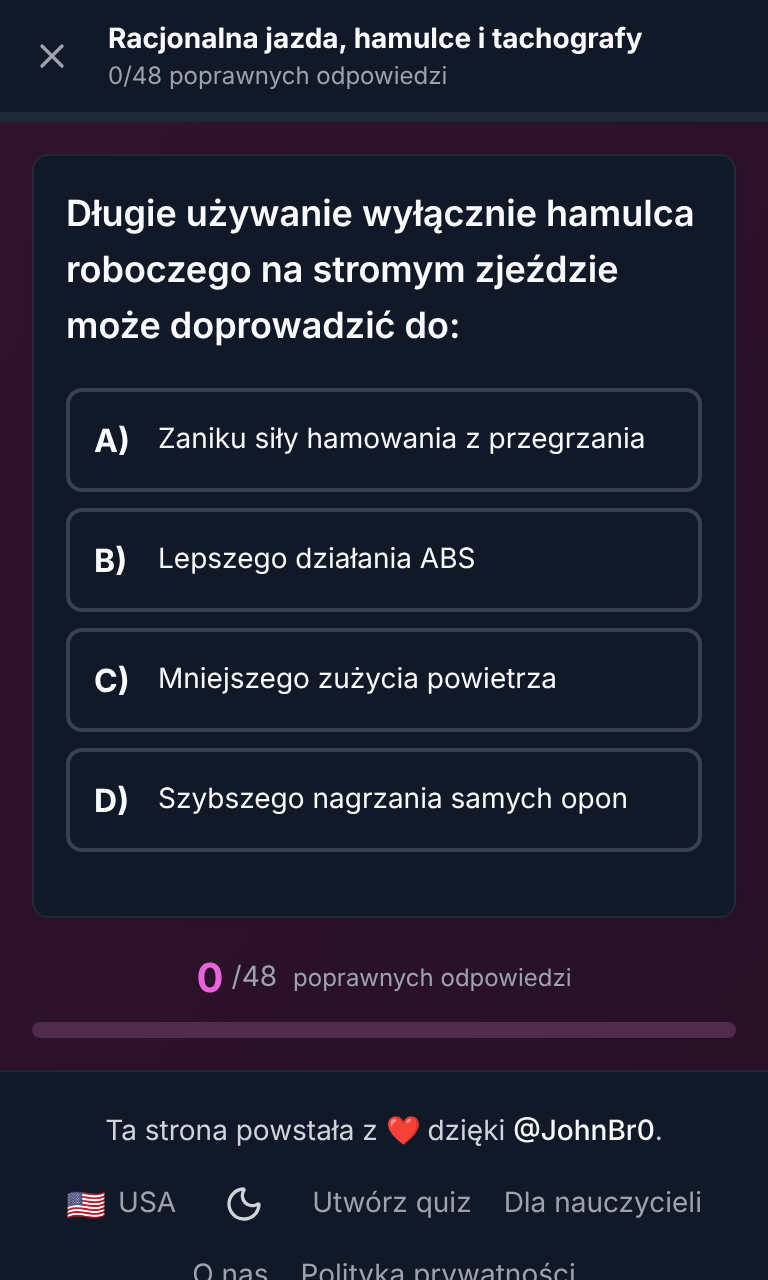 Racjonalna jazda, hamulce i tachografy
0/48 poprawnych odpowiedzi
Długie używanie wyłącznie hamulca
roboczego na stromym zjeździe
może doprowadzić do:
A) Zaniku siły hamowania z przegrzania
B) Lepszego działania ABS
C) Mniejszego zużycia powietrza
D) Szybszego nagrzania samych opon
0 /48 poprawnych odpowiedzi
Ta strona powstała z ❤️ dzięki @JohnBr0.
🇺🇸 USA Utwórz quiz Dla nauczycieli
O nas Polityka prywatności